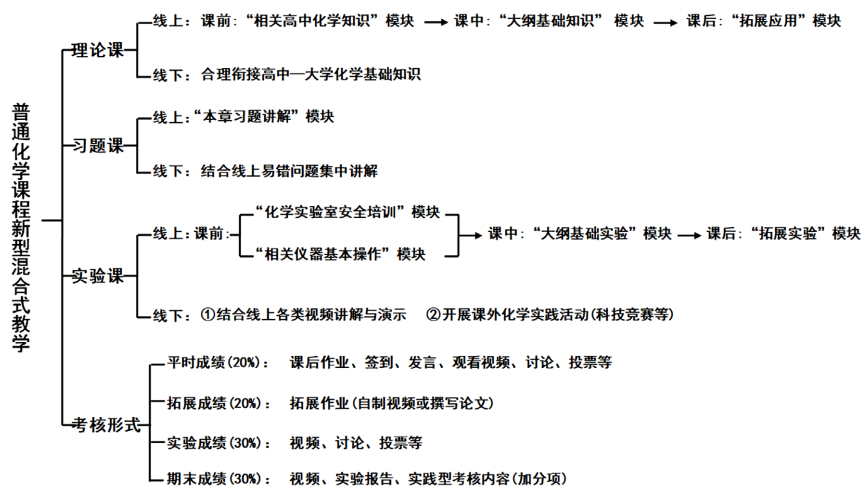 普通化学课程新型混合式教学
理论课
线上：课前：“相关高中化学知识”模块 课中：“大纲基础知识” 模块 课后：“拓展应用”模块
线下：合理衔接高中—大学化学基础知识
习题课
线上：“本章习题讲解”模块
线下：结合线上易错问题集中讲解
实验课
线上：课前：
“化学实验室安全培训”模块
“相关仪器基本操作”模块
课中：“大纲基础实验”模块 课后：“拓展实验”模块
线下：①结合线上各类视频讲解与演示 ②开展课外化学实践活动(科技竞赛等)
考核形式
平时成绩(20%)： 课后作业、签到、发言、观看视频、讨论、投票等
拓展成绩(20%)： 拓展作业(自制视频或撰写论文)
实验成绩(30%)： 视频、讨论、投票等
期末成绩(30%)： 视频、实验报告、实践型考核内容(加分项)